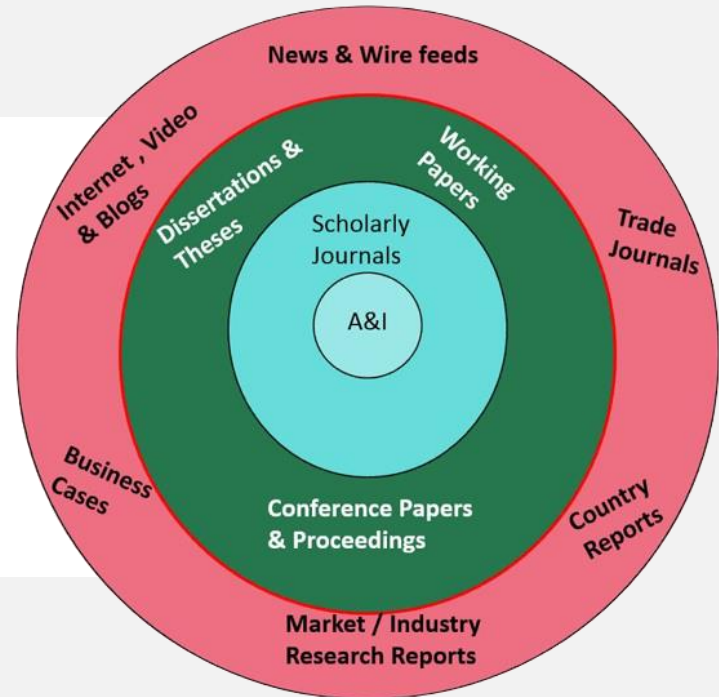 News & Wire feeds
Internet , Video
& Blogs
Dissertations &
Theses
Working
Papers
Trade
Journals
Scholarly
Journals
A&I
Business
Cases
Conference Papers
& Proceedings
Country
Reports
Market / Industry
Research Reports